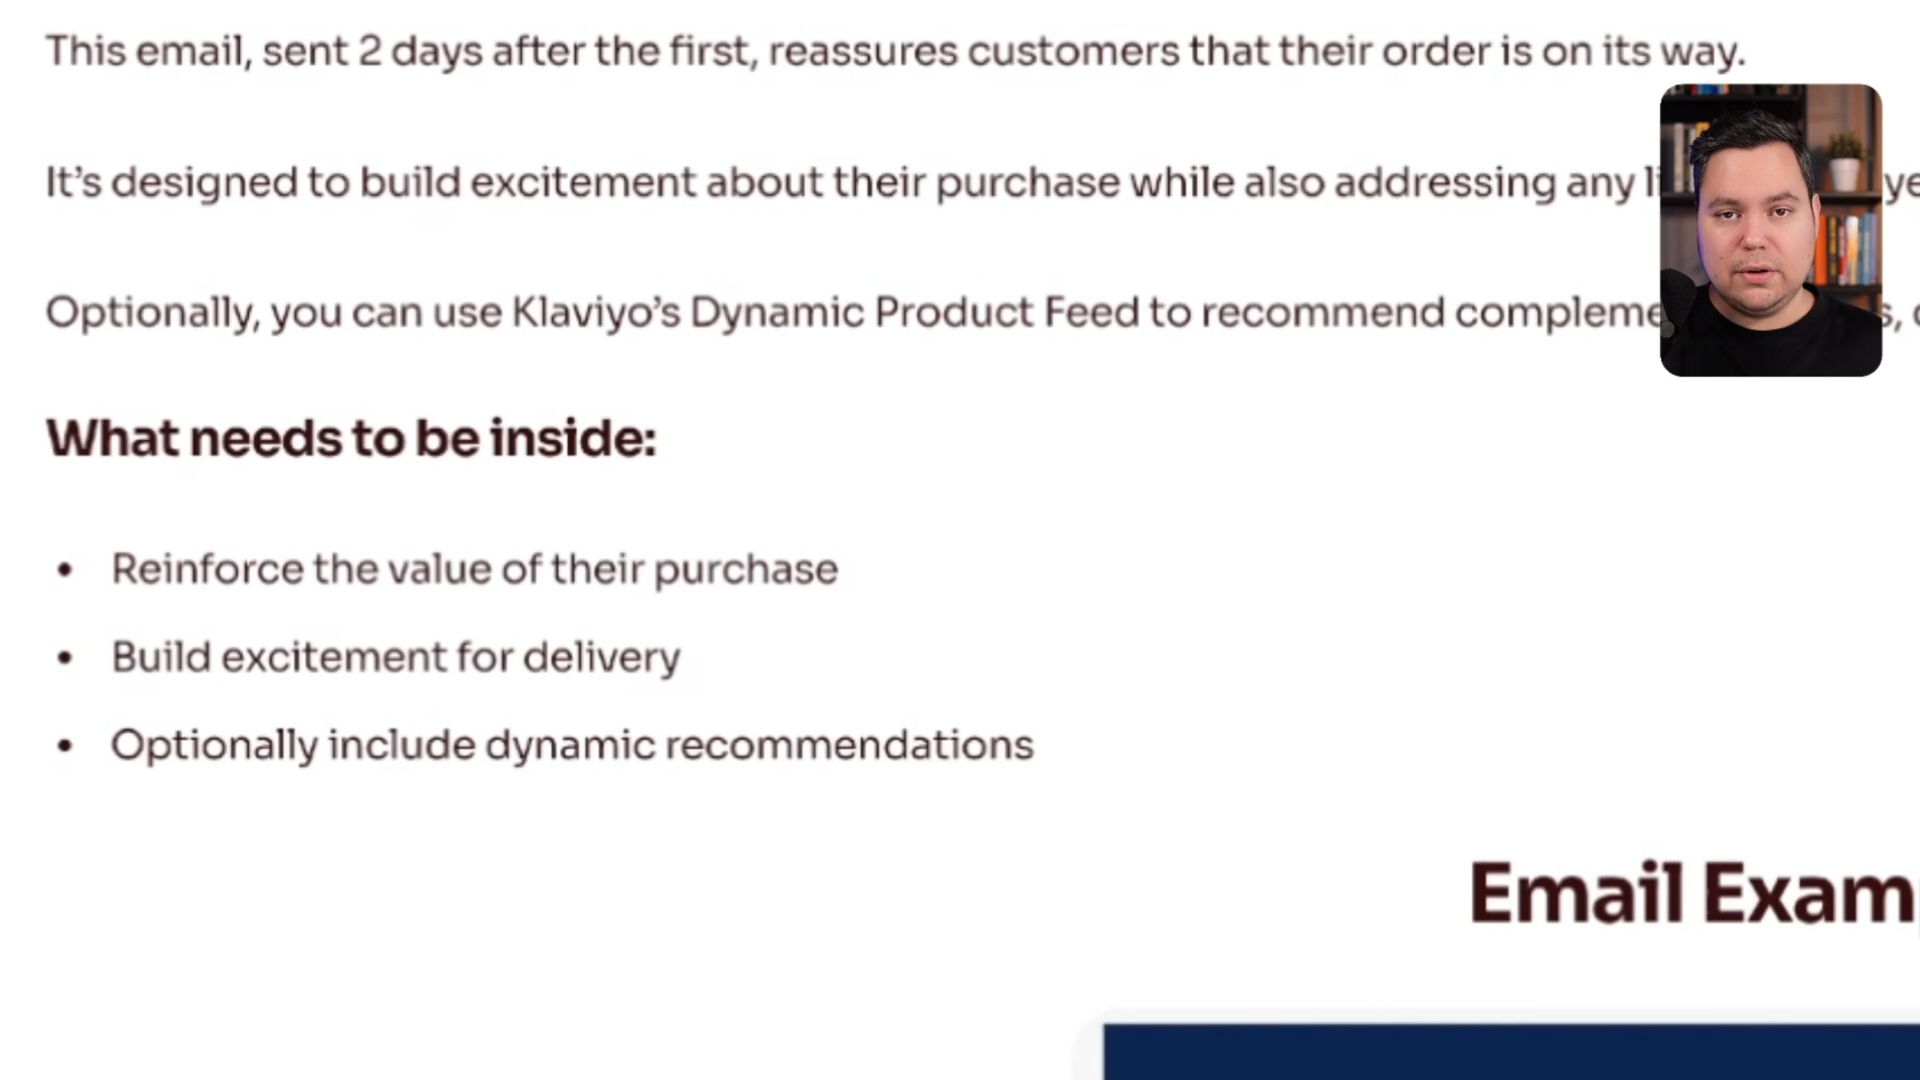 This email, sent 2 days after the first, reassures customers that their order is on its way.
It’s designed to build excitement about their purchase while also addressing any
Optionally, you can use Klaviyo’s Dynamic Product Feed to recommend
What needs to be inside:
• Reinforce the value of their purchase
• Build excitement for delivery
• Optionally include dynamic recommendations
Email